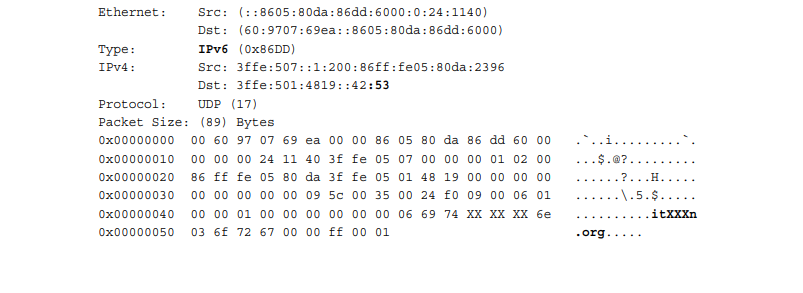 Ethernet: Src: (::8605:80da:86dd:6000:0:24:1140)
Dst: (60:9707:69ea::8605:80da:86dd:6000)
Type: IPv6 (0x86DD)
IPv4: Src: 3ffe:507::1:200:86ff:fe05:80da:2396
Dst: 3ffe:501:4819::42:53
Protocol: UDP (17)
Packet Size: (89) Bytes
0x00000000 00 60 97 07 69 ea 00 00 86 05 80 da 86 dd 60 00 .`..i.........`.
0x00000010 00 00 00 24 11 40 3f fe 05 07 00 00 00 01 02 00 ...$.@?.........
0x00000020 86 ff fe 05 80 da 3f fe 05 01 48 19 00 00 00 00 ......?...H.....
0x00000030 00 00 00 00 00 09 5c 00 35 00 24 f0 09 00 06 01 ......\.5.$.....
0x00000040 00 00 01 00 00 00 00 00 00 06 69 74 XX XX XX 6e ..........itXXXn
0x00000050 03 6f 72 67 00 00 ff 00 01 .org.....